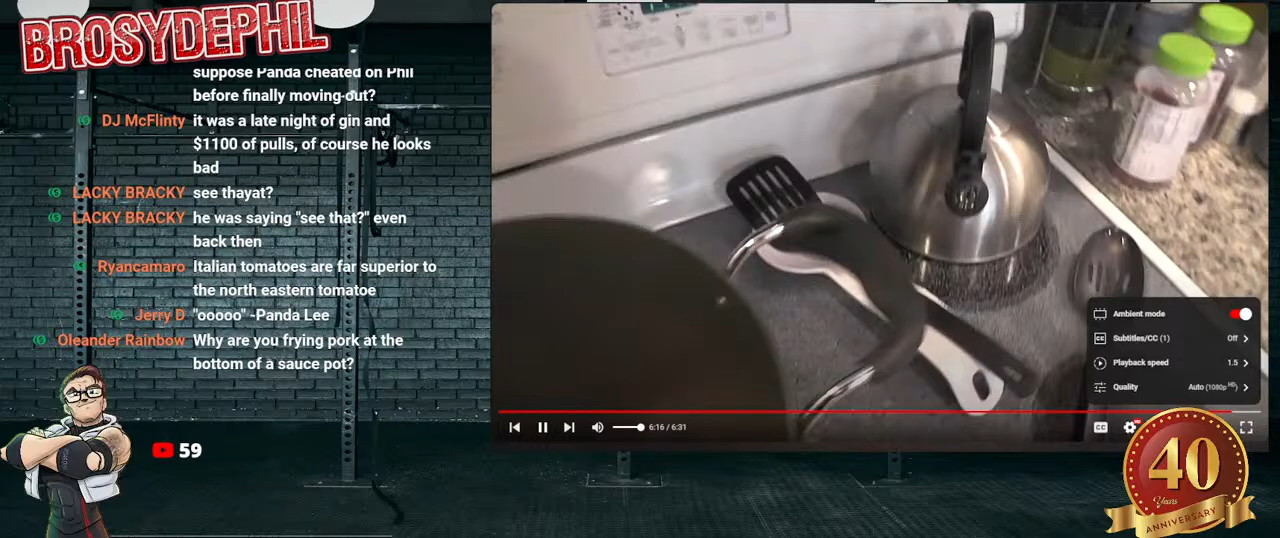 BROSYDEPHIL
suppose Panda cheated on Phil
before finally moving out?
DJ McFlinty it was a late night of gin and
$1100 of pulls, of course he looks
bad
LACKY BRACKY see thayat?
LACKY BRACKY he was saying "see that?" even
back then
Ryancamaro Italian tomatoes are far superior to
the north eastern tomatoe
Jerry D "ooooo" -Panda Lee
Oleander Rainbow Why are you frying pork at the
bottom of a sauce pot?
59
Ambient mode
Subtitles/CC (1) Off
Playback speed 1.5
Quality Auto (1080p HD)
6:16 / 6:31
CC
40
Years
ANNIVERSARY